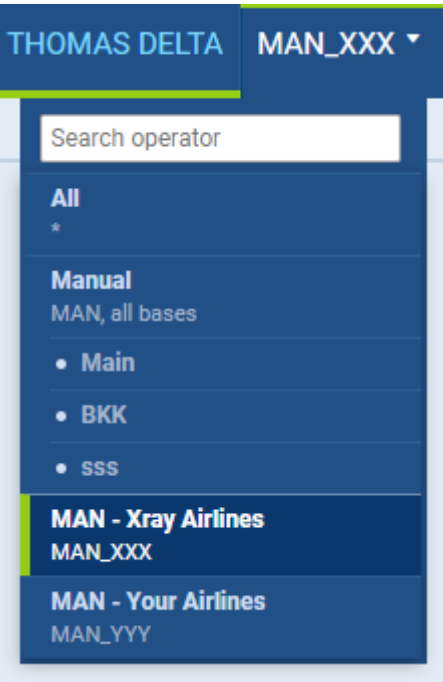 THOMAS DELTA MAN_XXX
Search operator
All
*
Manual
MAN, all bases
• Main
• BKK
• sss
MAN - Xray Airlines
MAN_XXX
MAN - Your Airlines
MAN_YYY